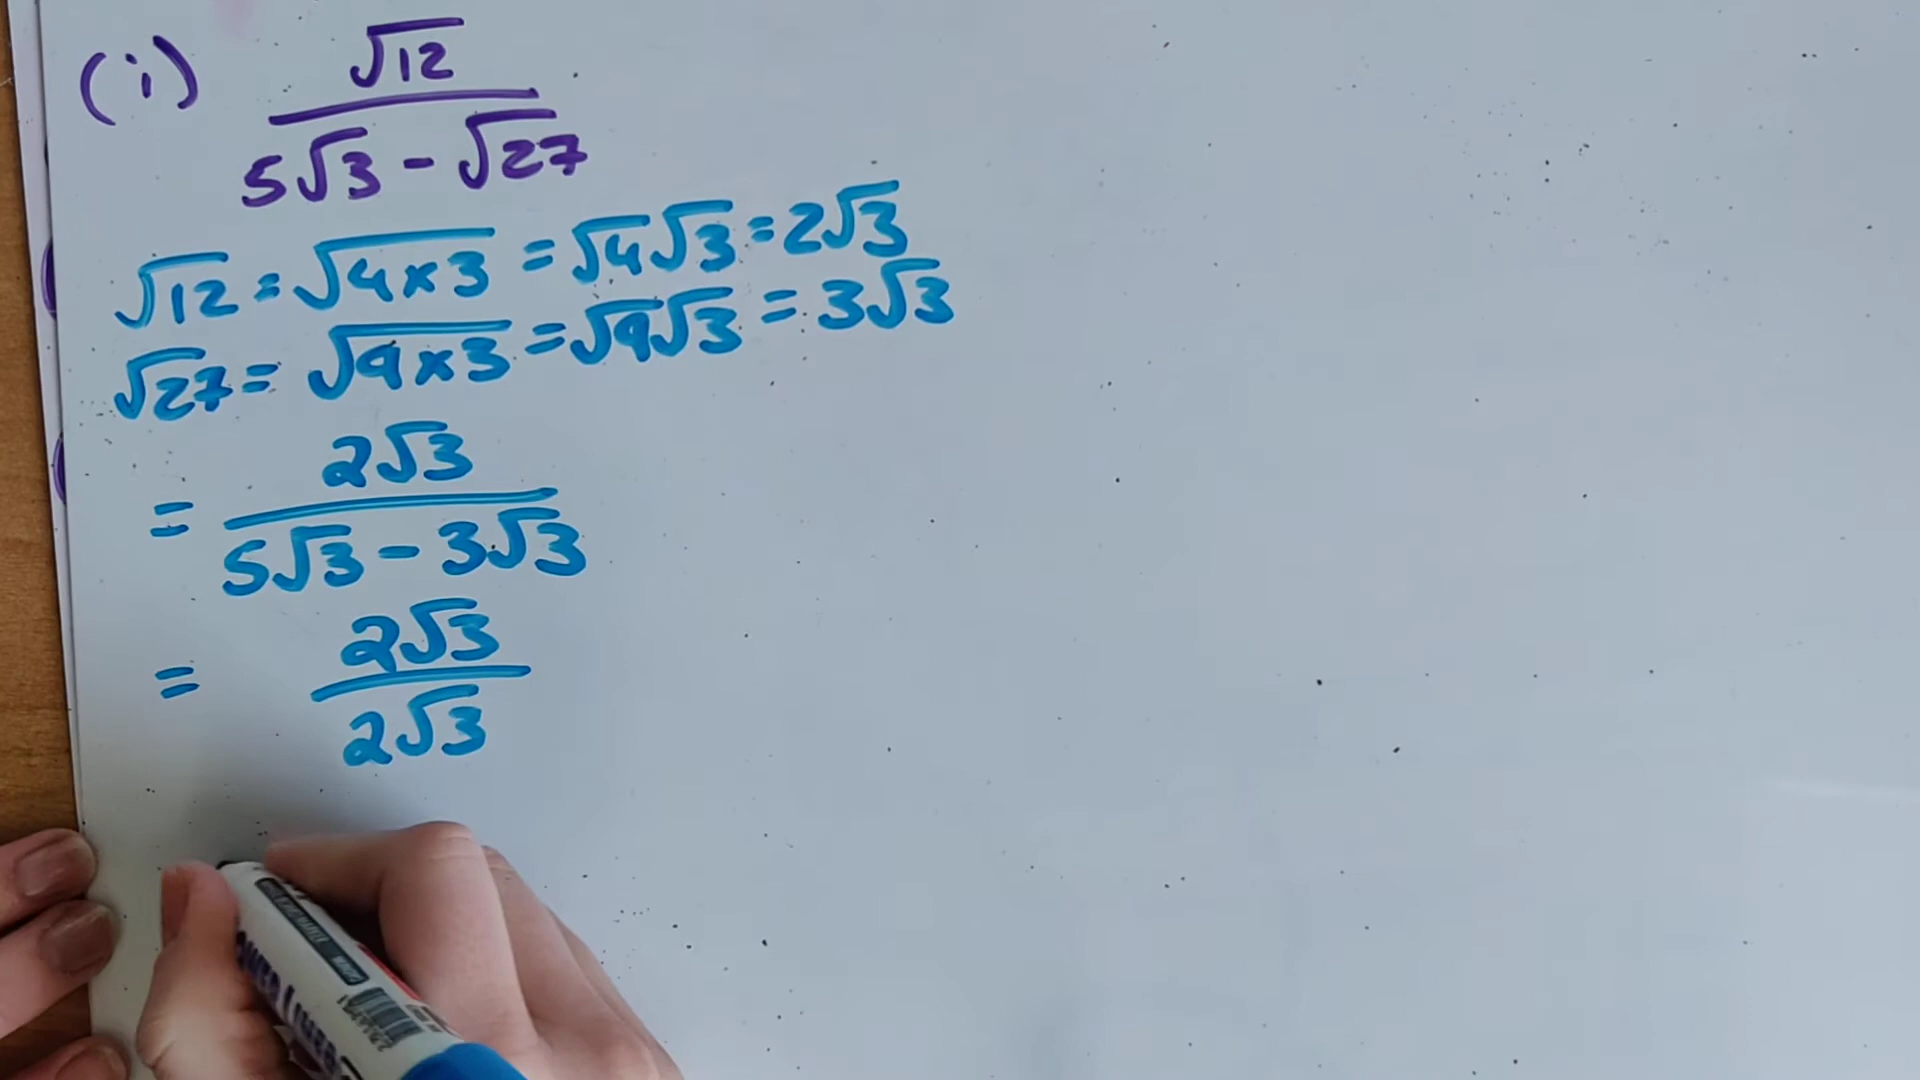 (i) √12
5√3 - √27
√12 = √4×3 = √4√3 = 2√3
√27 = √9×3 = √9√3 = 3√3
2√3
=
5√3 - 3√3
2√3
=
2√3